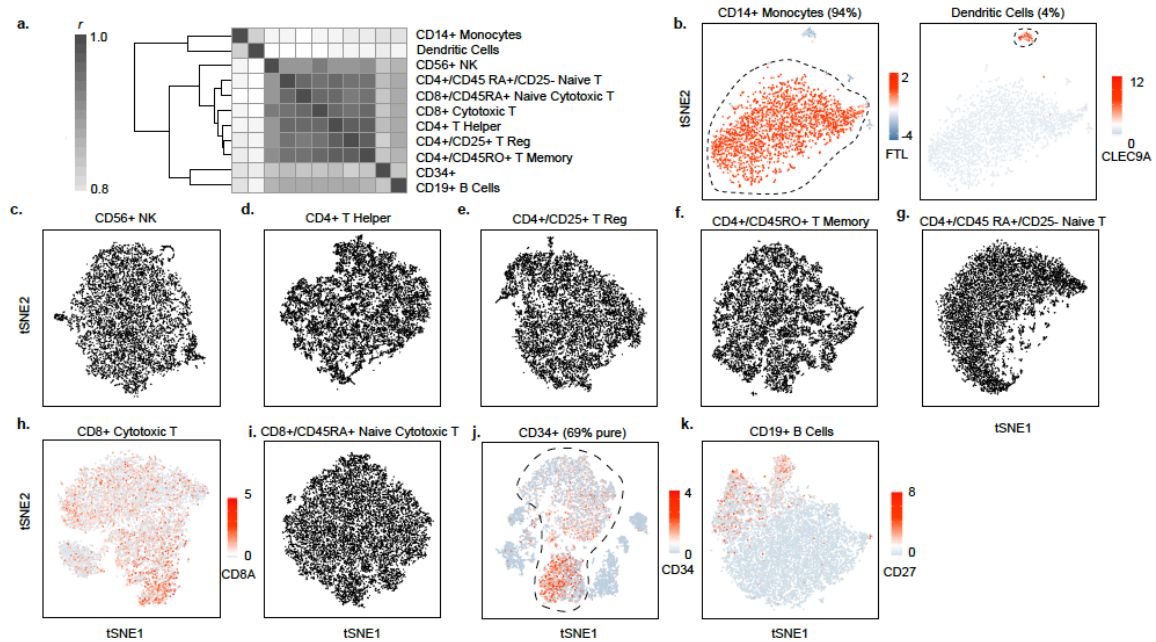 a.
r
1.0
0.8
CD14+ Monocytes
Dendritic Cells
CD56+ NK
CD4+/CD45 RA+/CD25- Naive T
CD8+/CD45RA+ Naive Cytotoxic T
CD8+ Cytotoxic T
CD4+ T Helper
CD4+/CD25+ T Reg
CD4+/CD45RO+ T Memory
CD34+
CD19+ B Cells
b.
CD14+ Monocytes (94%)
tSNE2
2
-4
FTL
Dendritic Cells (4%)
12
0
CLEC9A
c.
CD56+ NK
tSNE2
d.
CD4+ T Helper
e.
CD4+/CD25+ T Reg
f.
CD4+/CD45RO+ T Memory
g.
CD4+/CD45 RA+/CD25- Naive T
tSNE1
h.
CD8+ Cytotoxic T
tSNE2
5
0
CD8A
tSNE1
i.
CD8+/CD45RA+ Naive Cytotoxic T
tSNE1
j.
CD34+ (69% pure)
4
0
CD34
tSNE1
k.
CD19+ B Cells
8
0
CD27
tSNE1